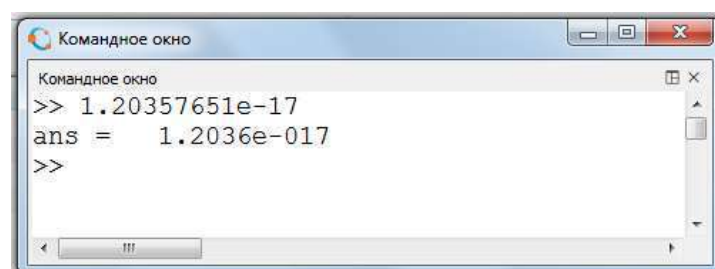 Командное окно
Командное окно
>> 1.20357651e-17
ans =   1.2036e-017
>>